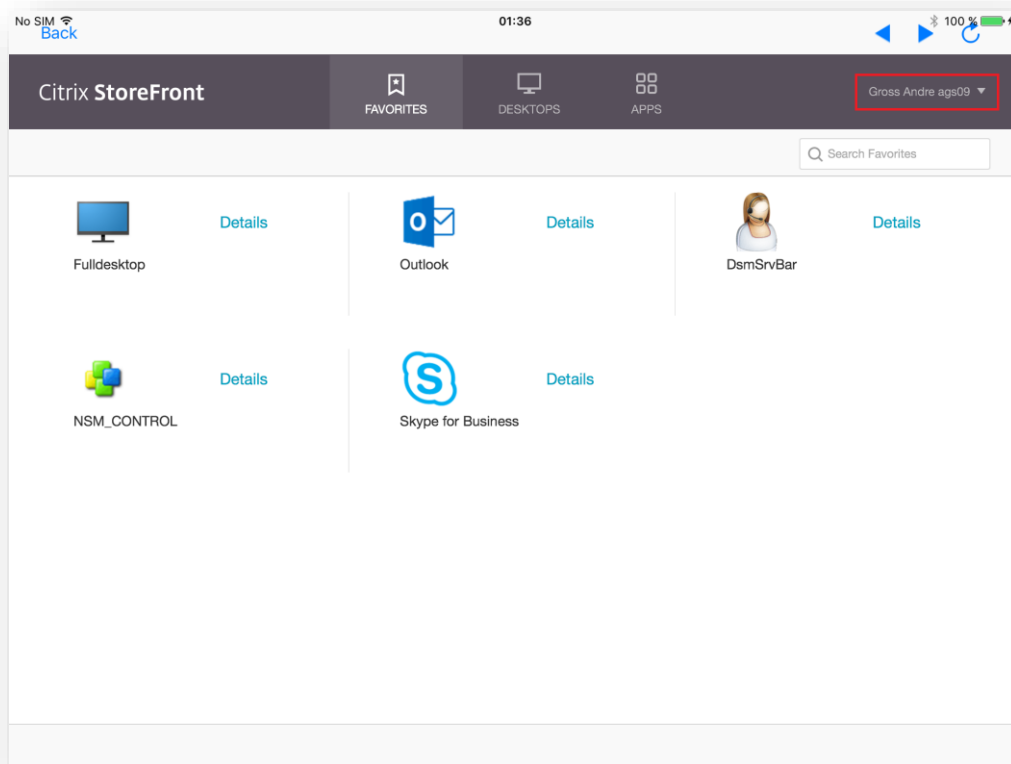 No SIM
01:36
100 %
Back
Citrix StoreFront
FAVORITES
DESKTOPS
APPS
Gross Andre ags09
Search Favorites
Details
Fulldesktop
Details
Outlook
Details
DsmSrvBar
Details
NSM_CONTROL
Details
Skype for Business